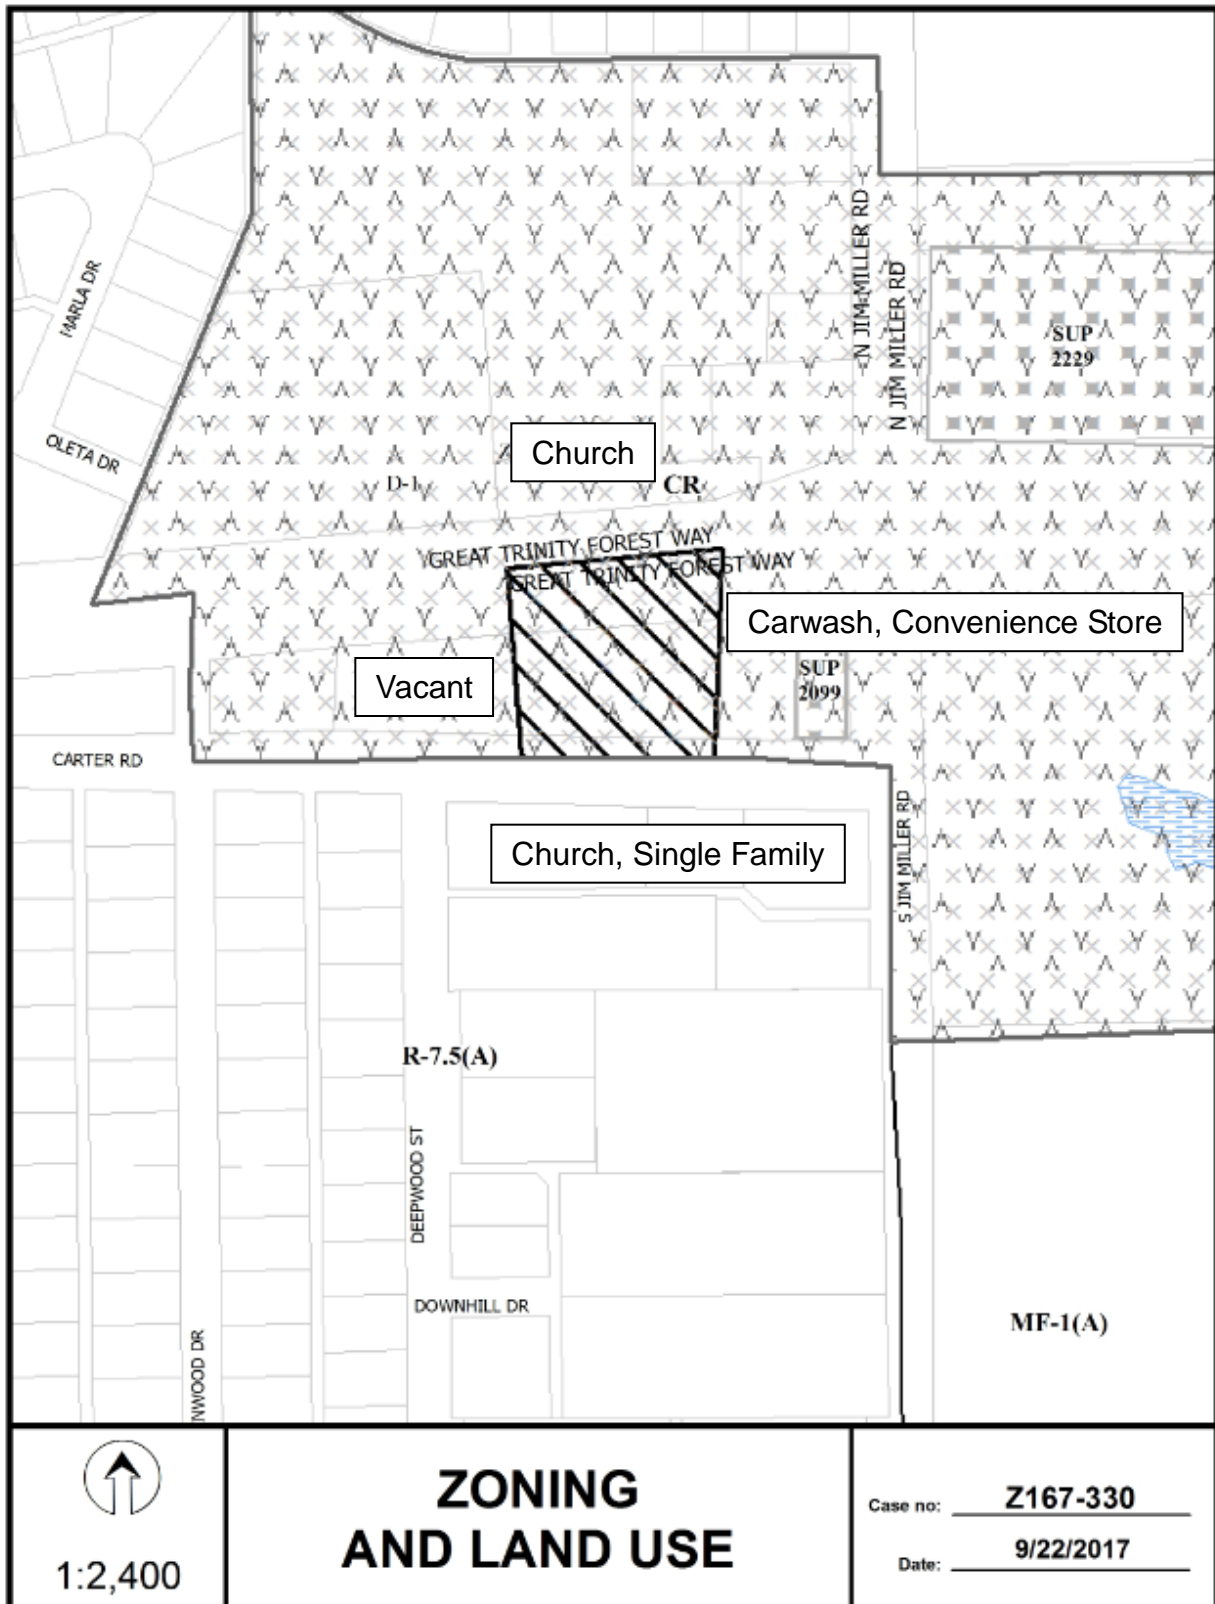 MARLA DR
OLETA DR
N JIM MILLER RD
N JIM MILLER RD
SUP
2229
Church
D-1
CR
GREAT TRINITY FOREST WAY
GREAT TRINITY FOREST WAY
Carwash, Convenience Store
Vacant
SUP
2099
CARTER RD
Church, Single Family
S JIM MILLER RD
R-7.5(A)
DEEPWOOD ST
DOWNHILL DR
MF-1(A)
NWOOD DR
1:2,400
ZONING
AND LAND USE
Case no: Z167-330
Date: 9/22/2017